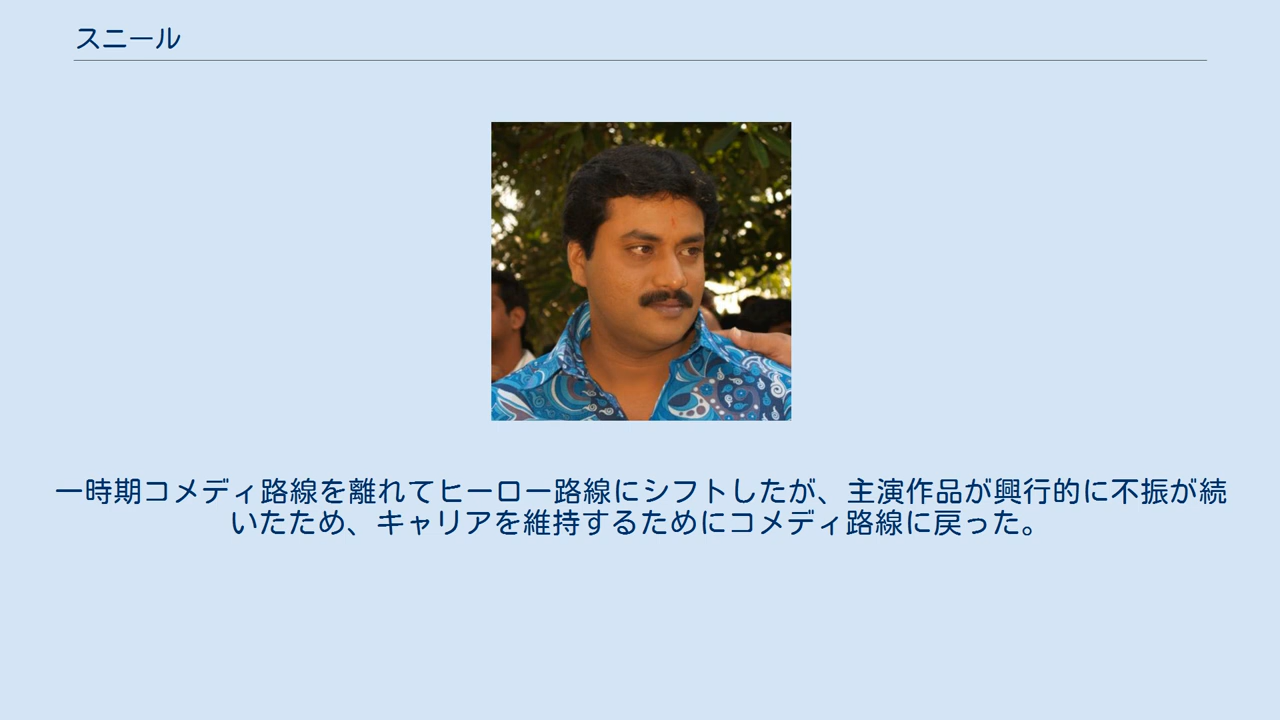 スニール
一時期コメディ路線を離れてヒーロー路線にシフトしたが、主演作品が興行的に不振が続
いたため、キャリアを維持するためにコメディ路線に戻った。